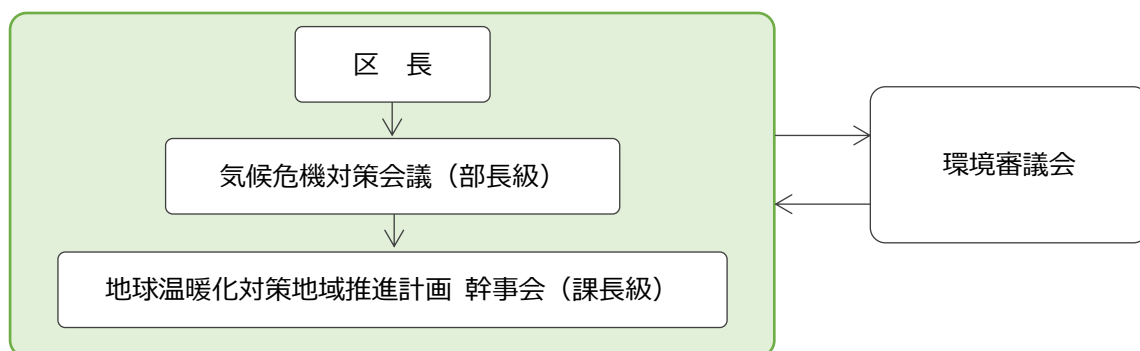 区　長
気候危機対策会議（部長級）
地球温暖化対策地域推進計画 幹事会（課長級）
環境審議会